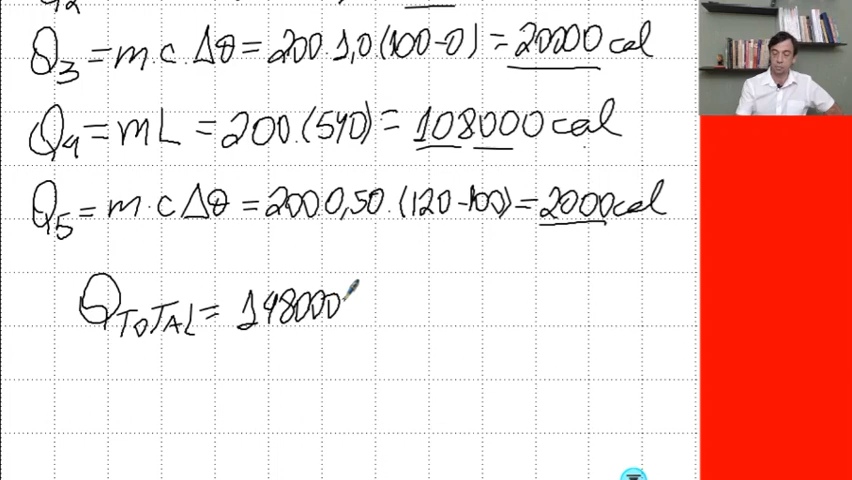 Q3 = m.c.Δθ = 200.1,0(100-0) = 20000 cal
Q4 = mL = 200.(540) = 108000 cal
Q5 = m.c Δθ = 200.0,50.(120-100) = 2000 cal
QTOTAL = 148000